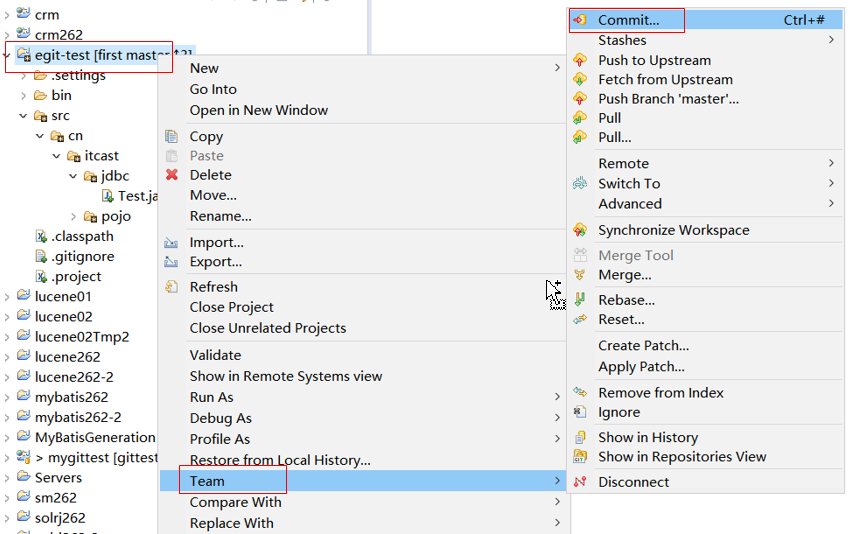 crm
crm262
egit-test [first master ↑2]
.settings
bin
src
cn
itcast
jdbc
Test.ja
pojo
.classpath
.gitignore
.project
lucene01
lucene02
lucene02Tmp2
lucene262
lucene262-2
mybatis262
mybatis262-2
MyBatisGeneration
> mygittest [gittest
Servers
sm262
solrj262
New
Go Into
Open in New Window
Copy
Paste
Delete
Move...
Rename...
Import...
Export...
Refresh
Close Project
Close Unrelated Projects
Validate
Show in Remote Systems view
Run As
Debug As
Profile As
Restore from Local History...
Team
Compare With
Replace With
Commit... Ctrl+#
Stashes
Push to Upstream
Fetch from Upstream
Push Branch 'master'...
Pull
Pull...
Remote
Switch To
Advanced
Synchronize Workspace
Merge Tool
Merge...
Rebase...
Reset...
Create Patch...
Apply Patch...
Remove from Index
Ignore
Show in History
Show in Repositories View
Disconnect